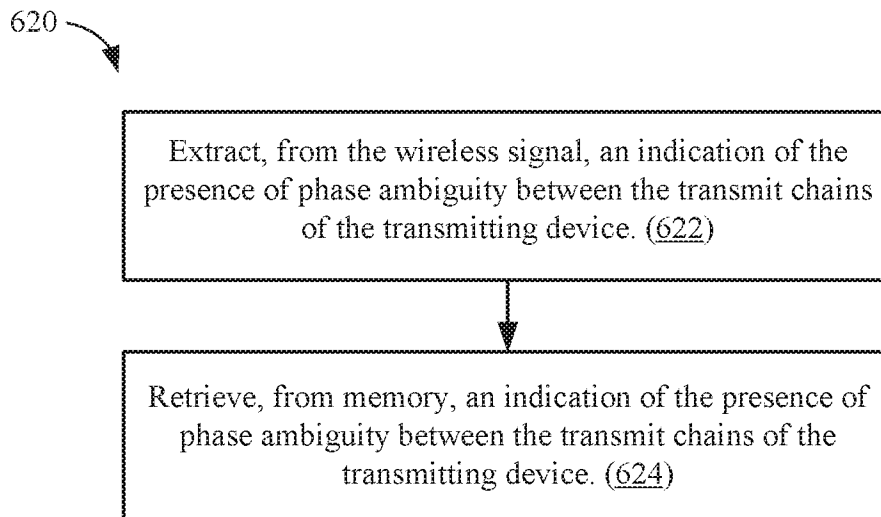 620
Extract, from the wireless signal, an indication of the
presence of phase ambiguity between the transmit chains
of the transmitting device. (622)
Retrieve, from memory, an indication of the presence of
phase ambiguity between the transmit chains of the
transmitting device. (624)